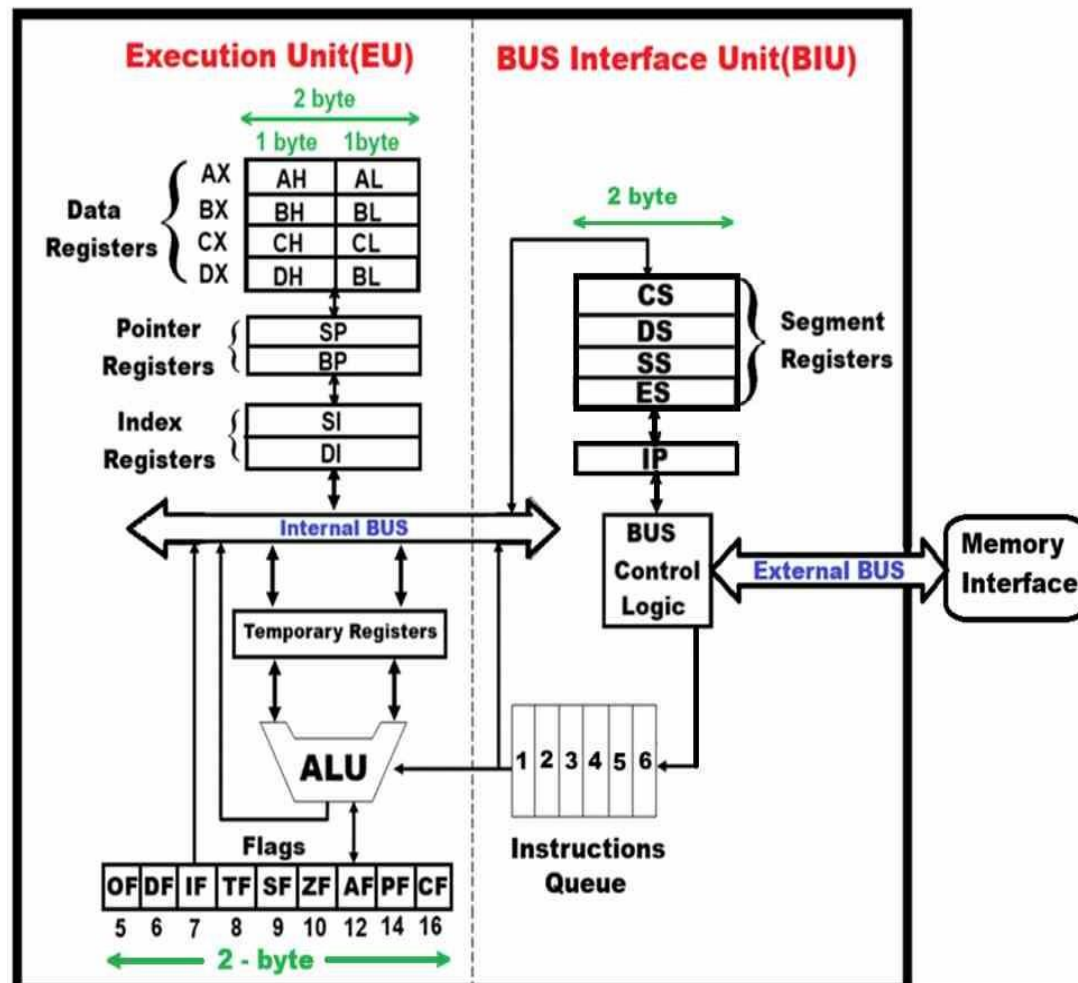 Execution Unit(EU)
BUS Interface Unit(BIU)
2 byte
1 byte 1byte
AX AH AL
BX BH BL
CX CH CL
DX DH BL
Data
Registers
Pointer
Registers
SP
BP
Index
Registers
SI
DI
2 byte
CS
DS
SS
ES
Segment
Registers
IP
Internal BUS
BUS
Control
Logic
External BUS
Memory
Interface
Temporary Registers
ALU
1 2 3 4 5 6
Instructions
Queue
Flags
OF DF IF TF SF ZF AF PF CF
5 6 7 8 9 10 12 14 16
2 - byte